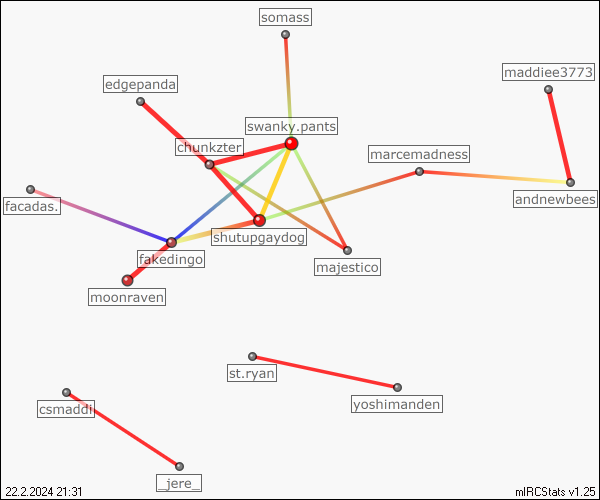 somass
maddiee3773
edgepanda
swanky.pants
chunkzter
marcemadness
facadas.
andnewbees
shutupgaydog
fakedingo
majestico
moonraven
st.ryan
yoshimanden
csmaddi
_jere_
22.2.2024 21:31
mIRCStats v1.25